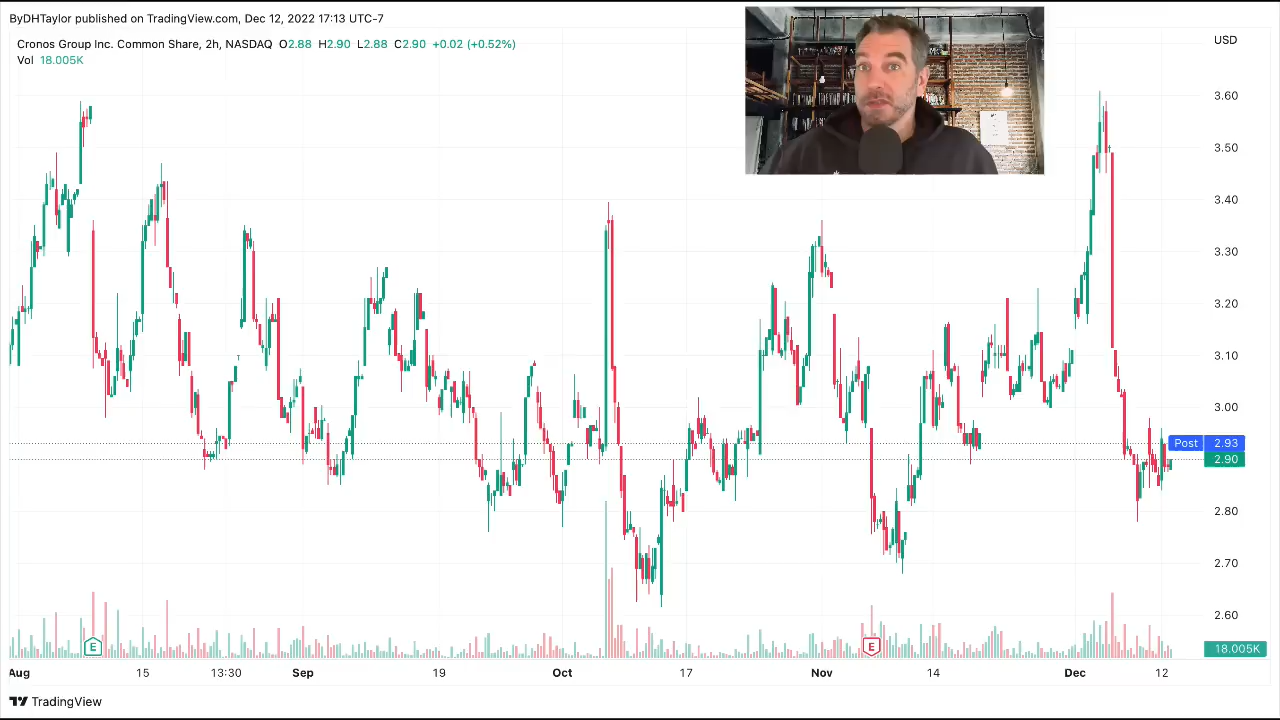 ByDHTaylor published on TradingView.com, Dec 12, 2022 17:13 UTC-7
Cronos Group Inc. Common Share, 2h, NASDAQ O2.88 H2.90 L2.88 C2.90 +0.02 (+0.52%)
Vol 18.005K
USD
3.60
3.50
3.40
3.30
3.20
3.10
3.00
Post 2.93
2.90
2.80
2.70
2.60
E
E
18.005K
Aug 15 13:30 Sep 19 Oct 17 Nov 14 Dec 12
TradingView